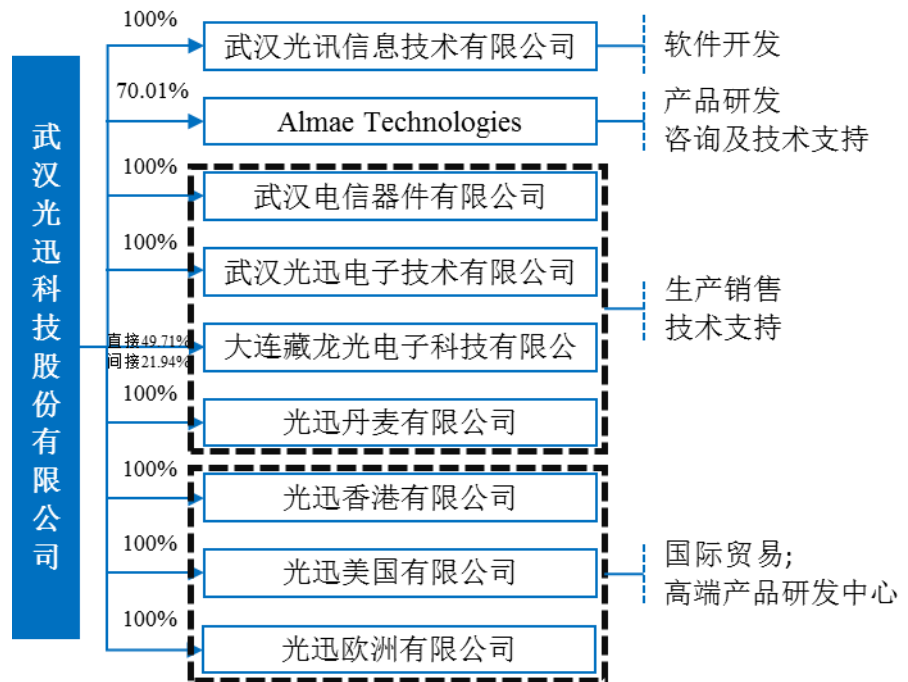 武汉光迅科技股份有限公司
100%
武汉光讯信息技术有限公司
软件开发
70.01%
Almae Technologies
产品研发
咨询及技术支持
100%
武汉电信器件有限公司
100%
武汉光迅电子技术有限公司
生产销售
技术支持
直接49.71%
间接21.94%
大连藏龙光电子科技有限公
100%
光迅丹麦有限公司
100%
光迅香港有限公司
100%
光迅美国有限公司
国际贸易;
高端产品研发中心
100%
光迅欧洲有限公司